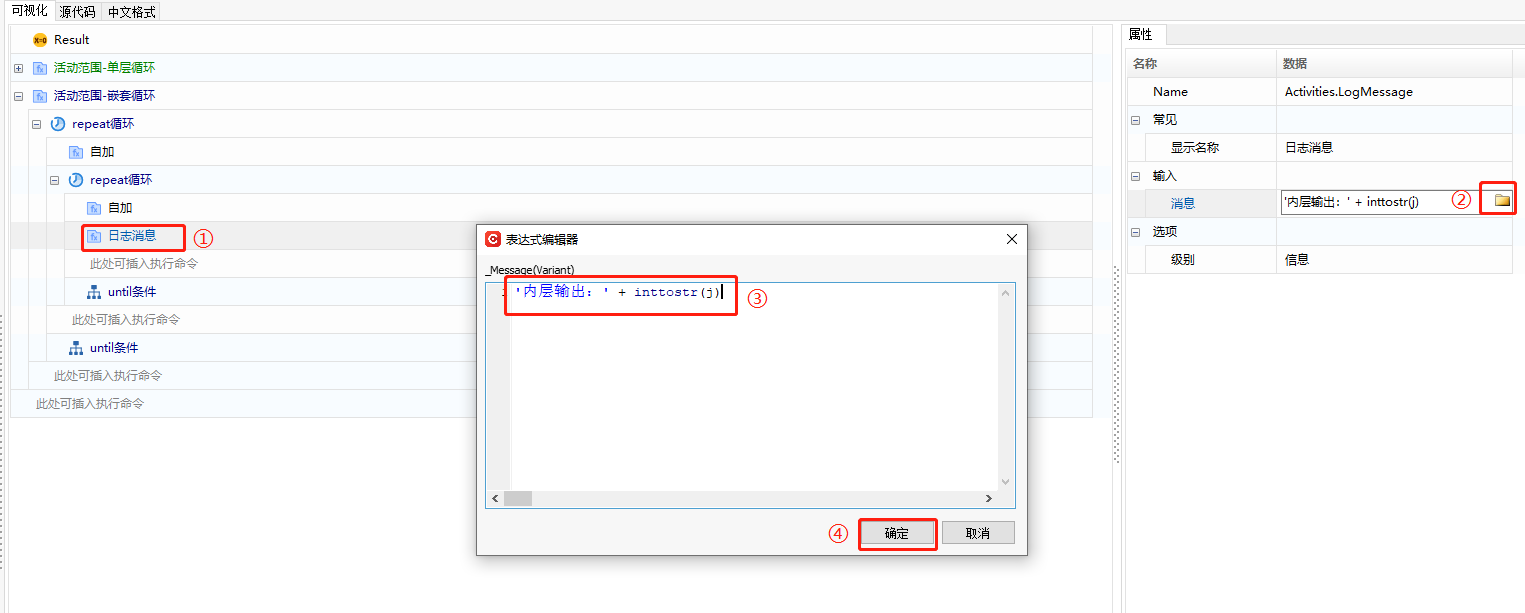 可视化 源代码 中文格式
Result
活动范围-单层循环
活动范围-嵌套循环
repeat循环
自加
repeat循环
自加
日志消息 ①
此处可插入执行命令
until条件
此处可插入执行命令
until条件
此处可插入执行命令
此处可插入执行命令
表达式编辑器
_Message(Variant)
'内层输出：' + inttostr(j) ③
④ 确定 取消
属性
名称 数据
Name Activities.LogMessage
常见
显示名称 日志消息
输入
消息 '内层输出：' + inttostr(j) ②
选项
级别 信息